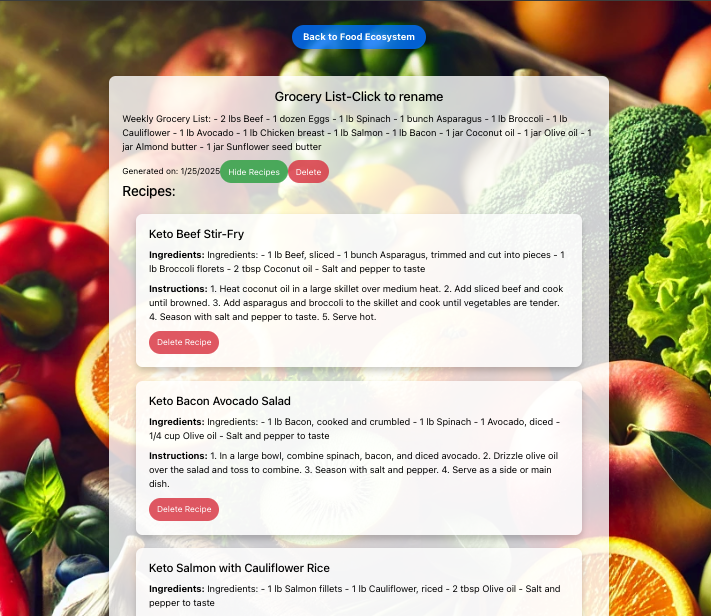 Back to Food Ecosystem
Grocery List-Click to rename
Weekly Grocery List: - 2 lbs Beef - 1 dozen Eggs - 1 lb Spinach - 1 bunch Asparagus - 1 lb Broccoli - 1 lb
Cauliflower - 1 lb Avocado - 1 lb Chicken breast - 1 lb Salmon - 1 lb Bacon - 1 jar Coconut oil - 1 jar Olive oil - 1
jar Almond butter - 1 jar Sunflower seed butter
Generated on: 1/25/2025 Hide Recipes Delete
Recipes:
Keto Beef Stir-Fry
Ingredients: Ingredients: - 1 lb Beef, sliced - 1 bunch Asparagus, trimmed and cut into pieces - 1
lb Broccoli florets - 2 tbsp Coconut oil - Salt and pepper to taste
Instructions: 1. Heat coconut oil in a large skillet over medium heat. 2. Add sliced beef and cook
until browned. 3. Add asparagus and broccoli to the skillet and cook until vegetables are tender.
4. Season with salt and pepper to taste. 5. Serve hot.
Delete Recipe
Keto Bacon Avocado Salad
Ingredients: Ingredients: - 1 lb Bacon, cooked and crumbled - 1 lb Spinach - 1 Avocado, diced -
1/4 cup Olive oil - Salt and pepper to taste
Instructions: 1. In a large bowl, combine spinach, bacon, and diced avocado. 2. Drizzle olive oil
over the salad and toss to combine. 3. Season with salt and pepper. 4. Serve as a side or main
dish.
Delete Recipe
Keto Salmon with Cauliflower Rice
Ingredients: Ingredients: - 1 lb Salmon fillets - 1 lb Cauliflower, riced - 2 tbsp Olive oil - Salt and
pepper to taste